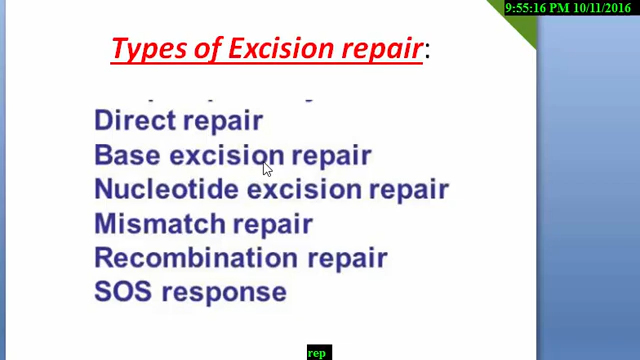 9:55:16 PM 10/11/2016
Types of Excision repair:
Direct repair
Base excision repair
Nucleotide excision repair
Mismatch repair
Recombination repair
SOS response
rep